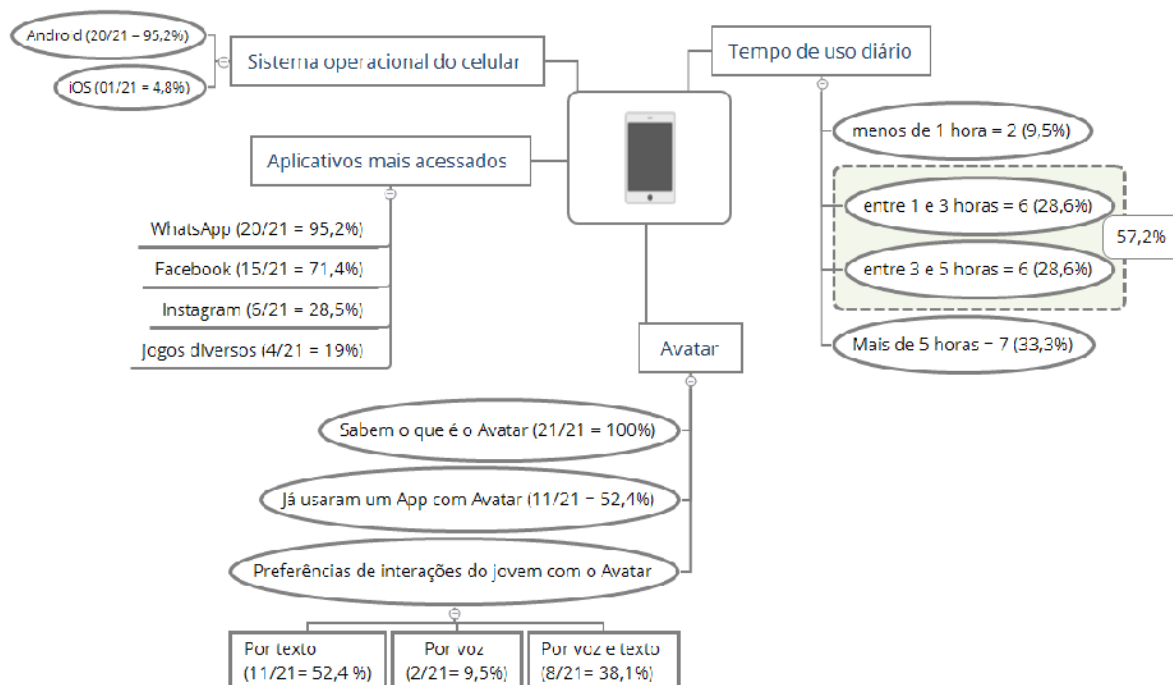 Android (20/21 = 95,2%)
iOS (01/21 = 4,8%)
Sistema operacional do celular
Aplicativos mais acessados
WhatsApp (20/21 = 95,2%)
Facebook (15/21 = 71,4%)
Instagram (6/21 = 28,5%)
Jogos diversos (4/21 = 19%)
Tempo de uso diário
menos de 1 hora = 2 (9,5%)
entre 1 e 3 horas = 6 (28,6%)
57,2%
entre 3 e 5 horas = 6 (28,6%)
Mais de 5 horas = 7 (33,3%)
Avatar
Sabem o que é o Avatar (21/21 = 100%)
Já usaram um App com Avatar (11/21 = 52,4%)
Preferências de interações do jovem com o Avatar
Por texto
(11/21= 52,4 %)
Por voz
(2/21= 9,5%)
Por voz e texto
(8/21= 38,1%)